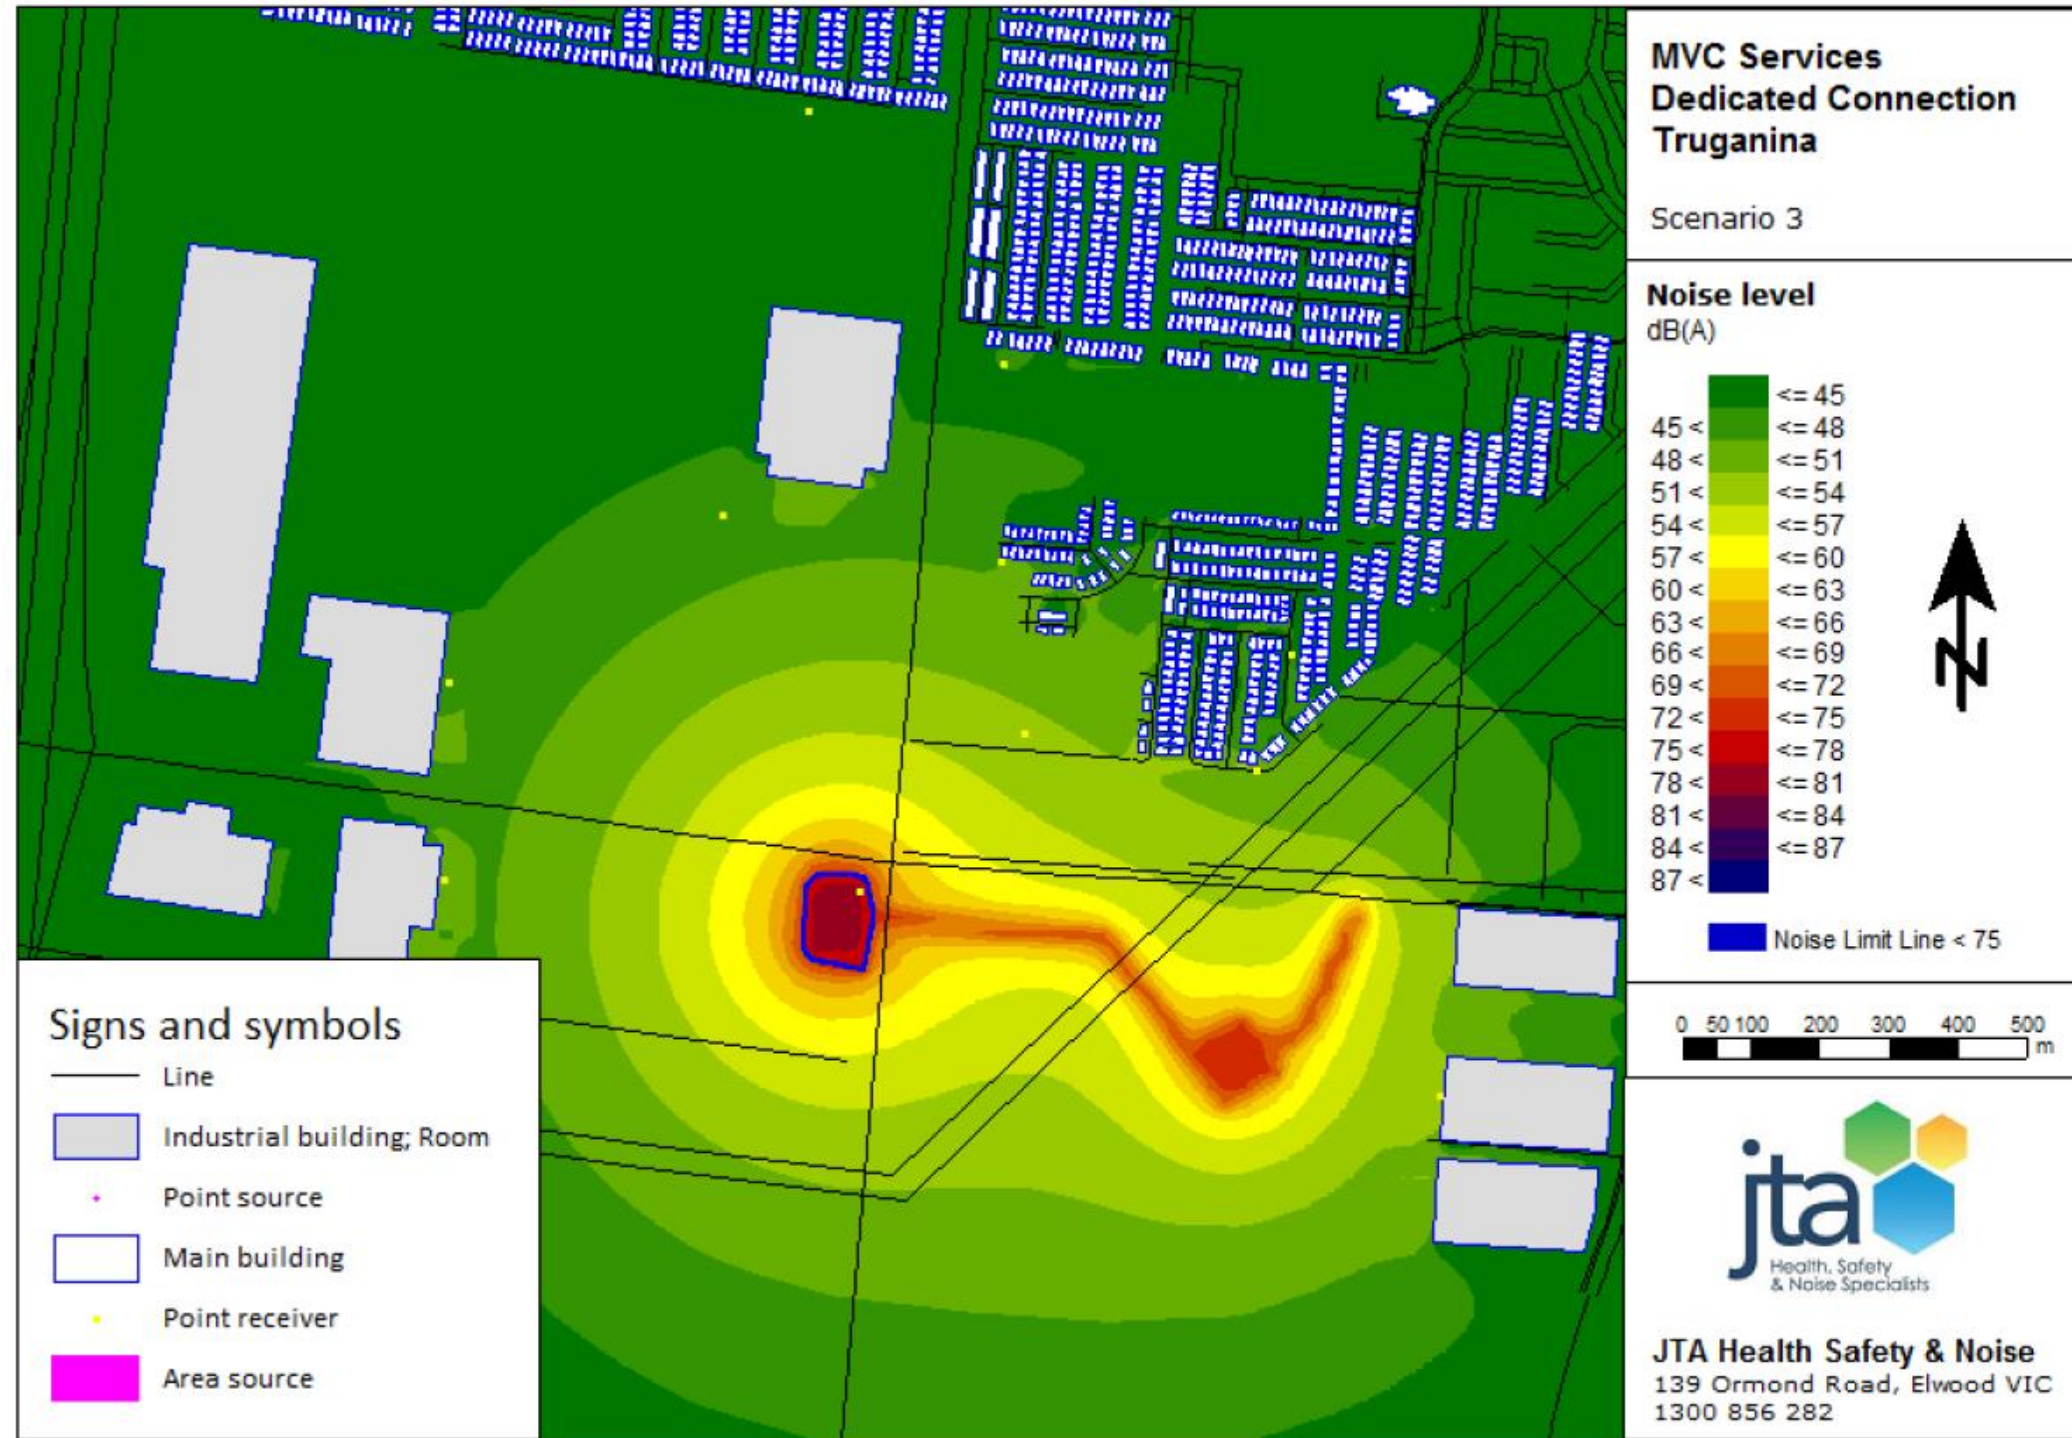 MVC Services
Dedicated Connection
Truganina
Scenario 3
Noise level
dB(A)
<= 45
45 < <= 48
48 < <= 51
51 < <= 54
54 < <= 57
57 < <= 60
60 < <= 63
63 < <= 66
66 < <= 69
69 < <= 72
72 < <= 75
75 < <= 78
78 < <= 81
81 < <= 84
84 < <= 87
87 <
Noise Limit Line < 75
N
0 50 100 200 300 400 500
m
Signs and symbols
Line
Industrial building; Room
Point source
Main building
Point receiver
Area source
jta
Health, Safety
& Noise Specialists
JTA Health Safety & Noise
139 Ormond Road, Elwood VIC
1300 856 282